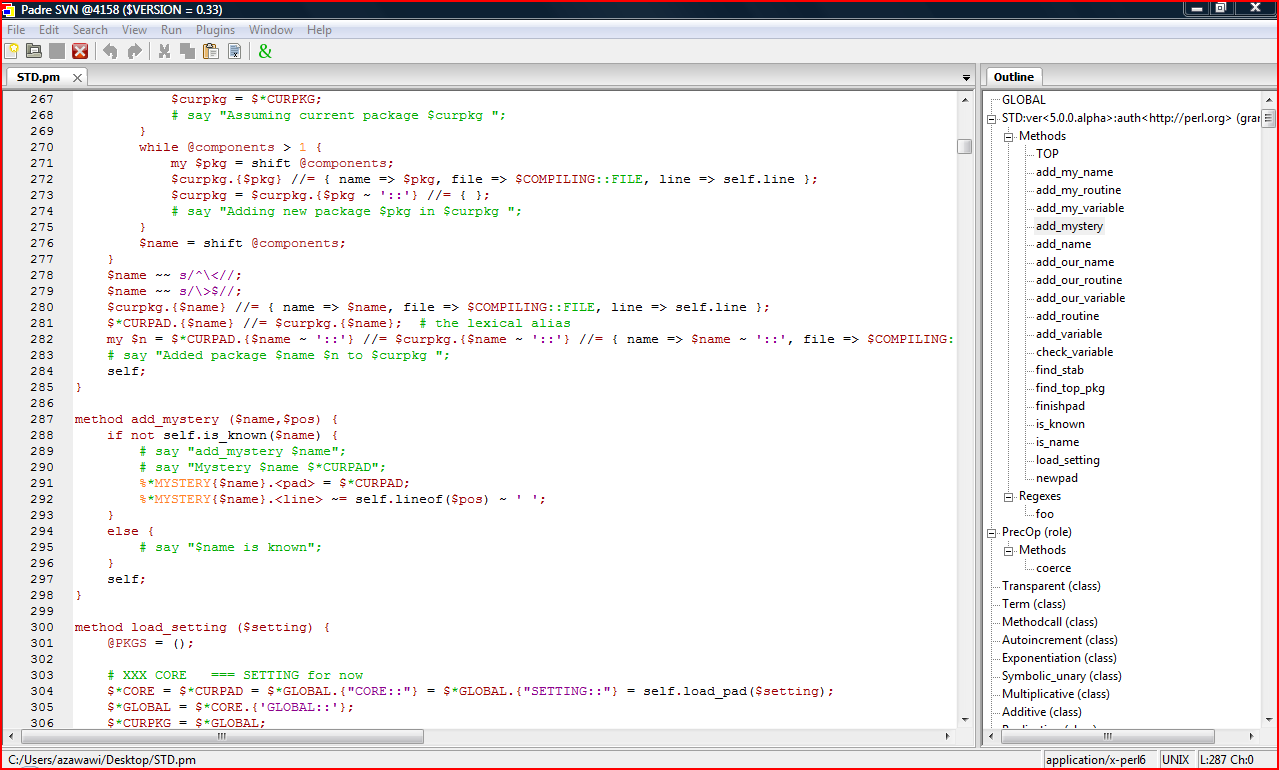 Padre SVN @4158 ($VERSION = 0.33)
File Edit Search View Run Plugins Window Help
&
STD.pm
267 $curpkg = $*CURPKG;
268 # say "Assuming current package $curpkg ";
269 }
270 while @components > 1 {
271 my $pkg = shift @components;
272 $curpkg.{$pkg} //= { name => $pkg, file => $COMPILING::FILE, line => self.line };
273 $curpkg = $curpkg.{$pkg ~ '::'} //= { };
274 # say "Adding new package $pkg in $curpkg ";
275 }
276 $name = shift @components;
277 }
278 $name ~~ s/^\<//;
279 $name ~~ s/\>$//;
280 $curpkg.{$name} //= { name => $name, file => $COMPILING::FILE, line => self.line };
281 $*CURPAD.{$name} //= $curpkg.{$name};  # the lexical alias
282 my $n = $*CURPAD.{$name ~ '::'} //= $curpkg.{$name ~ '::'} //= { name => $name ~ '::', file => $COMPILING:
283 # say "Added package $name $n to $curpkg ";
284 self;
285 }
286
287 method add_mystery ($name,$pos) {
288 if not self.is_known($name) {
289 # say "add_mystery $name";
290 # say "Mystery $name $*CURPAD";
291 %*MYSTERY{$name}.<pad> = $*CURPAD;
292 %*MYSTERY{$name}.<line> ~= self.lineof($pos) ~ ' ';
293 }
294 else {
295 # say "$name is known";
296 }
297 self;
298 }
299
300 method load_setting ($setting) {
301 @PKGS = ();
302
303 # XXX CORE   === SETTING for now
304 $*CORE = $*CURPAD = $*GLOBAL.{"CORE::"} = $*GLOBAL.{"SETTING::"} = self.load_pad($setting);
305 $*GLOBAL = $*CORE.{'GLOBAL::'};
306 $*CURPKG = $*GLOBAL;
Outline
GLOBAL
STD:ver<5.0.0.alpha>:auth<http://perl.org> (grar
Methods
TOP
add_my_name
add_my_routine
add_my_variable
add_mystery
add_name
add_our_name
add_our_routine
add_our_variable
add_routine
add_variable
check_variable
find_stab
find_top_pkg
finishpad
is_known
is_name
load_setting
newpad
Regexes
foo
PrecOp (role)
Methods
coerce
Transparent (class)
Term (class)
Methodcall (class)
Autoincrement (class)
Exponentiation (class)
Symbolic_unary (class)
Multiplicative (class)
Additive (class)
C:/Users/azawawi/Desktop/STD.pm application/x-perl6 UNIX L:287 Ch:0